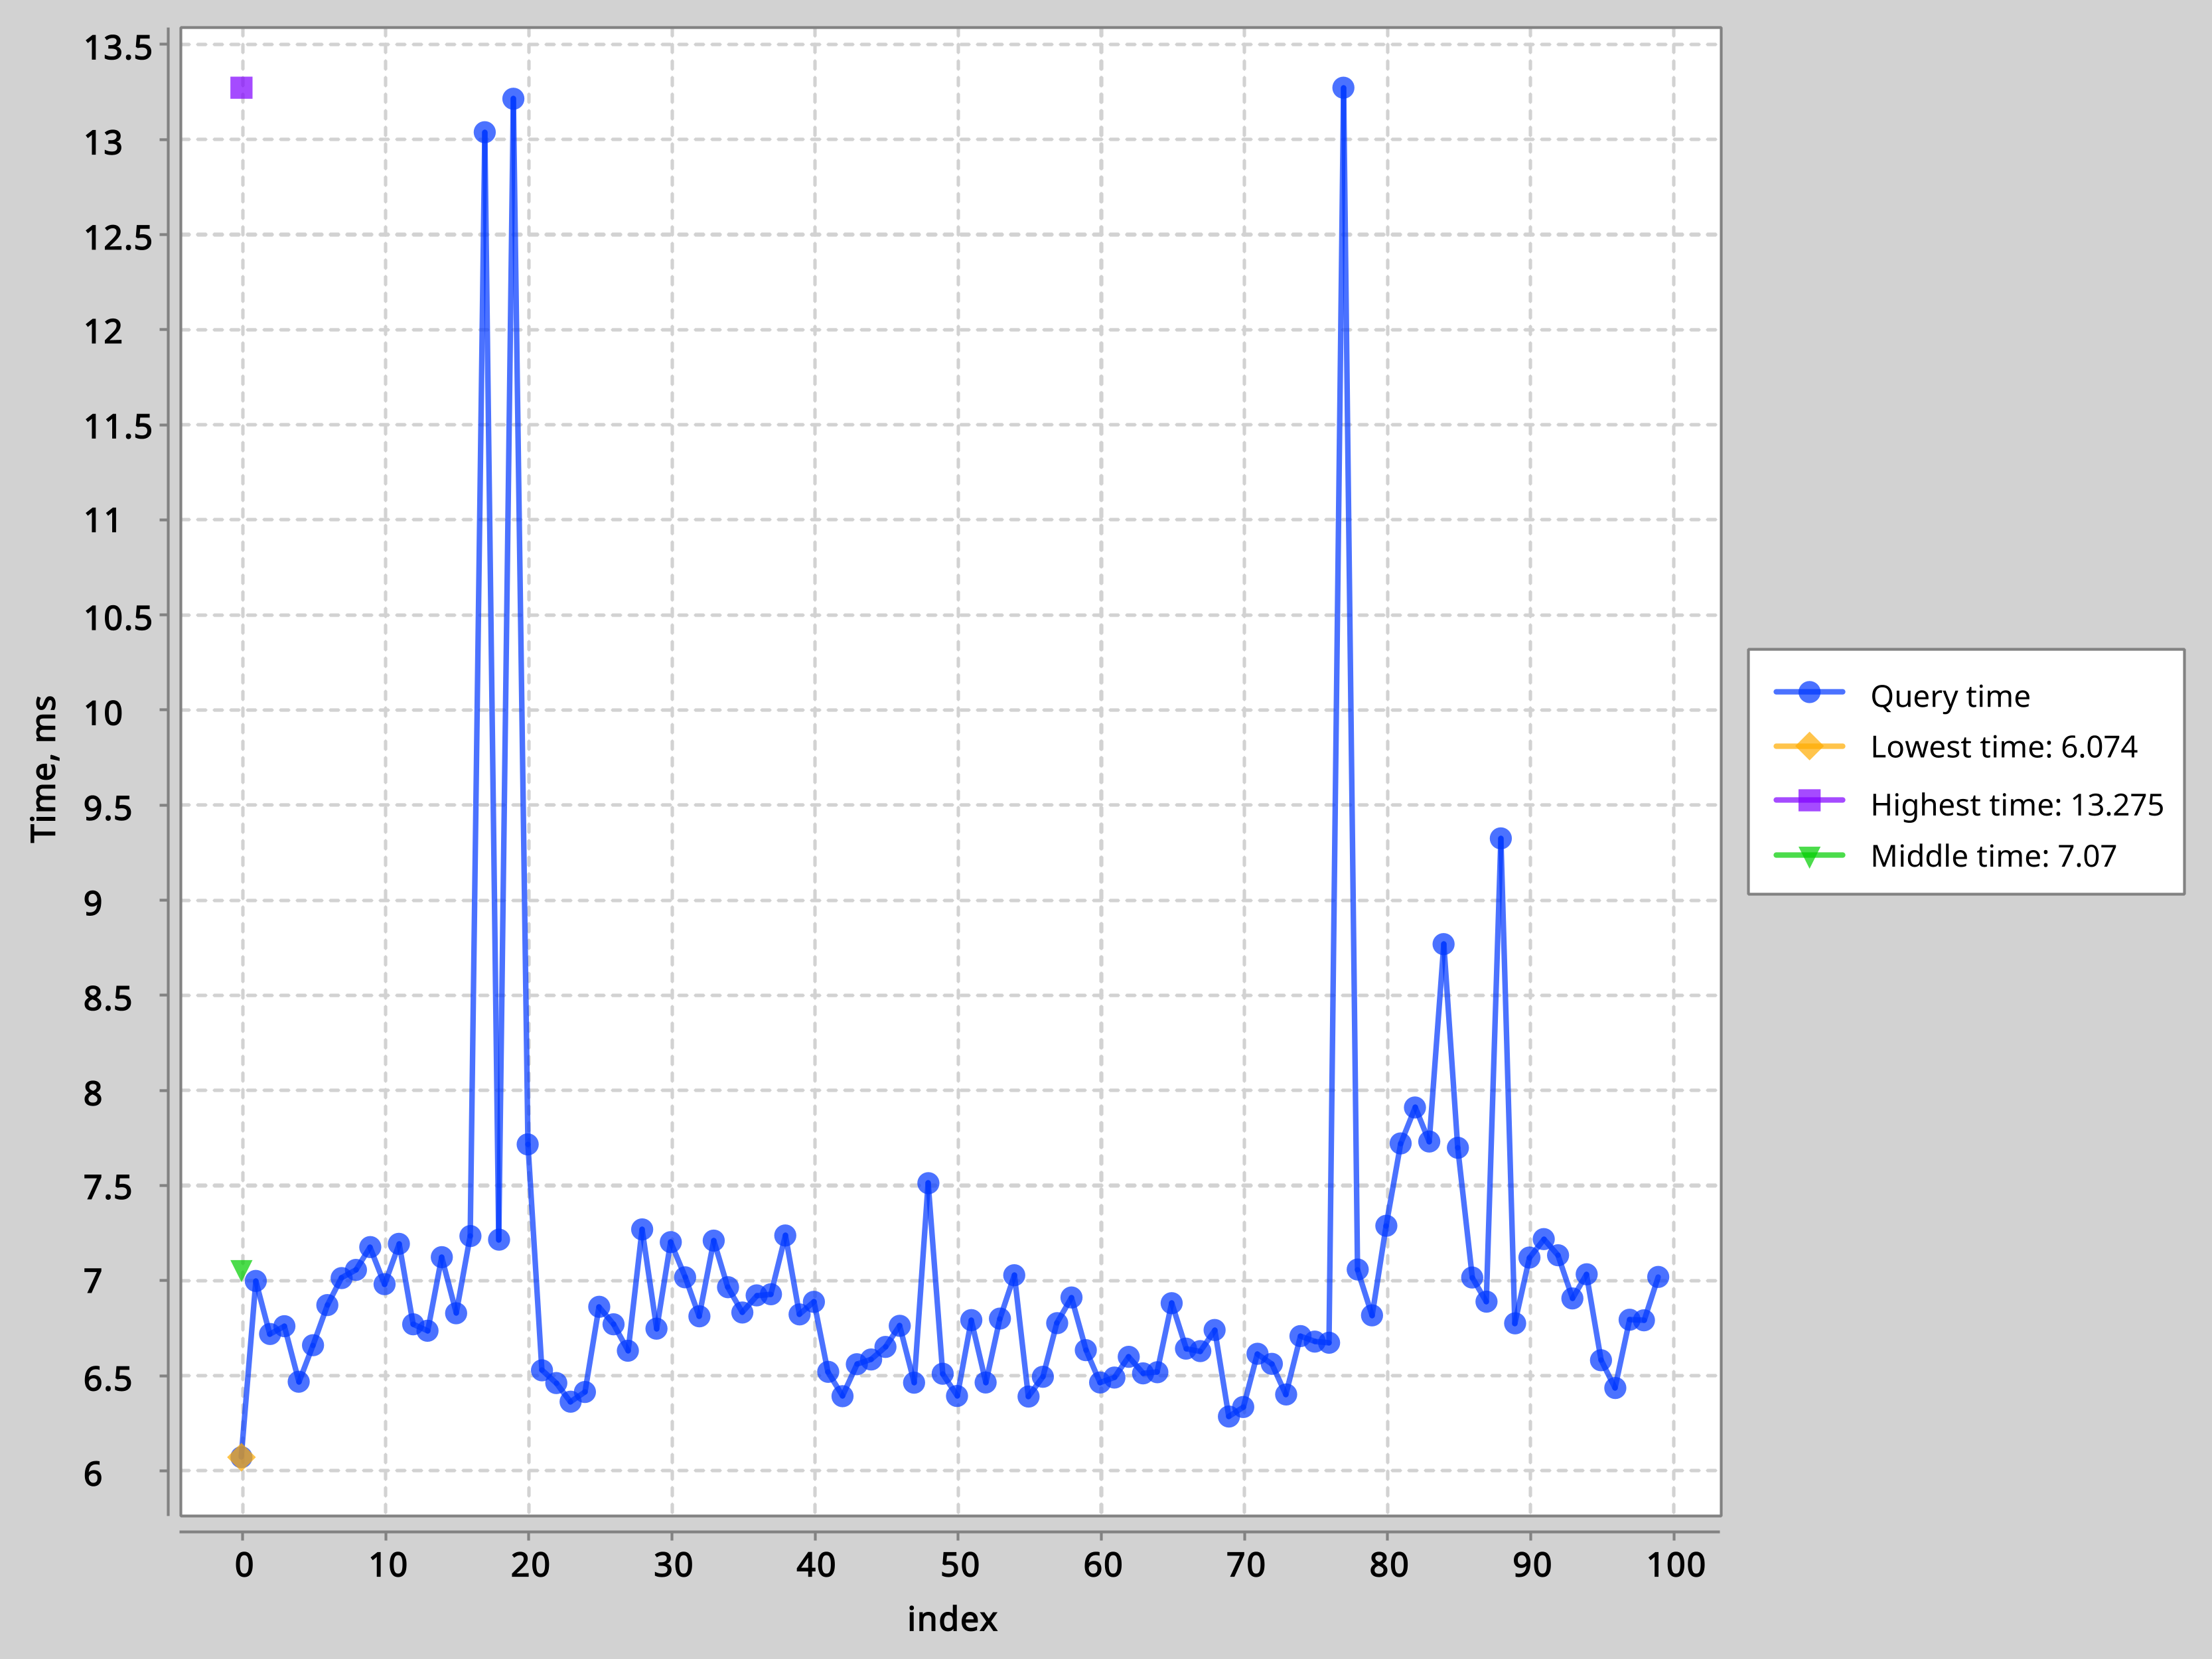 13.5
13
12.5
12
11.5
11
10.5
10
9.5
9
8.5
8
7.5
7
6.5
6
Time, ms
0 10 20 30 40 50 60 70 80 90 100
index
Query time
Lowest time: 6.074
Highest time: 13.275
Middle time: 7.07